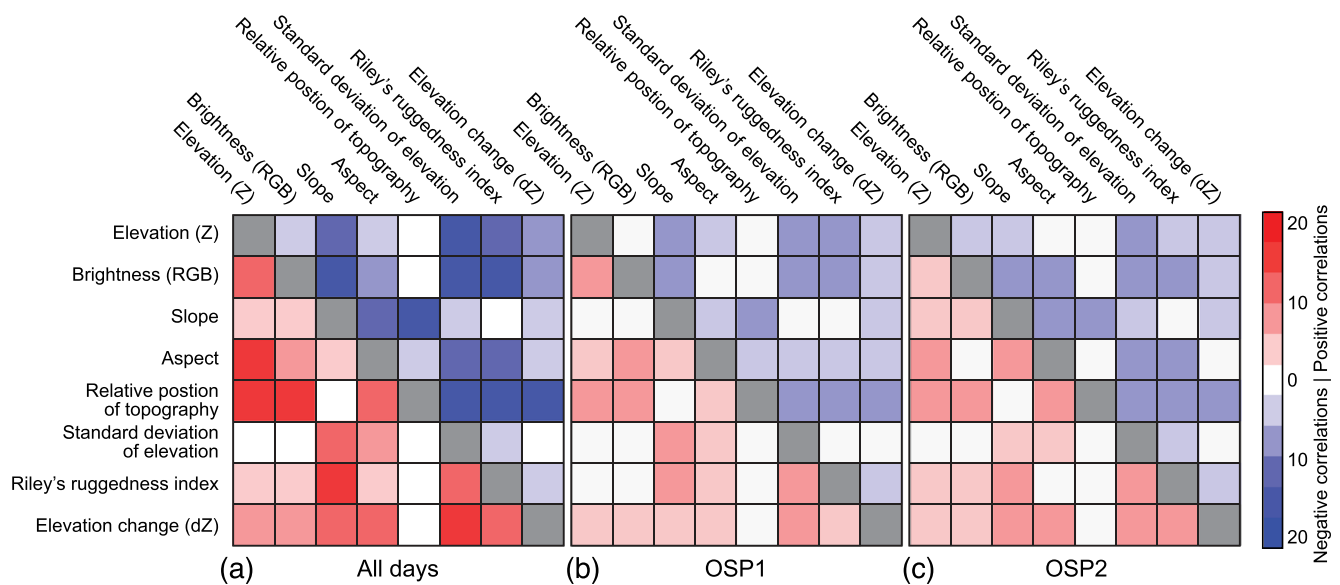 Elevation (Z)
Brightness (RGB)
Slope
Aspect
Relative postion of topography
Standard deviation of elevation
Riley's ruggedness index
Elevation change (dZ)
Elevation (Z)
Brightness (RGB)
Slope
Aspect
Relative postion of topography
Standard deviation of elevation
Riley's ruggedness index
Elevation change (dZ)
Elevation (Z)
Brightness (RGB)
Slope
Aspect
Relative postion of topography
Standard deviation of elevation
Riley's ruggedness index
Elevation change (dZ)
Elevation (Z)
Brightness (RGB)
Slope
Aspect
Relative postion
of topography
Standard deviation
of elevation
Riley's ruggedness index
Elevation change (dZ)
20
10
0
10
20
Negative correlations | Positive correlations
(a) All days
(b) OSP1
(c) OSP2